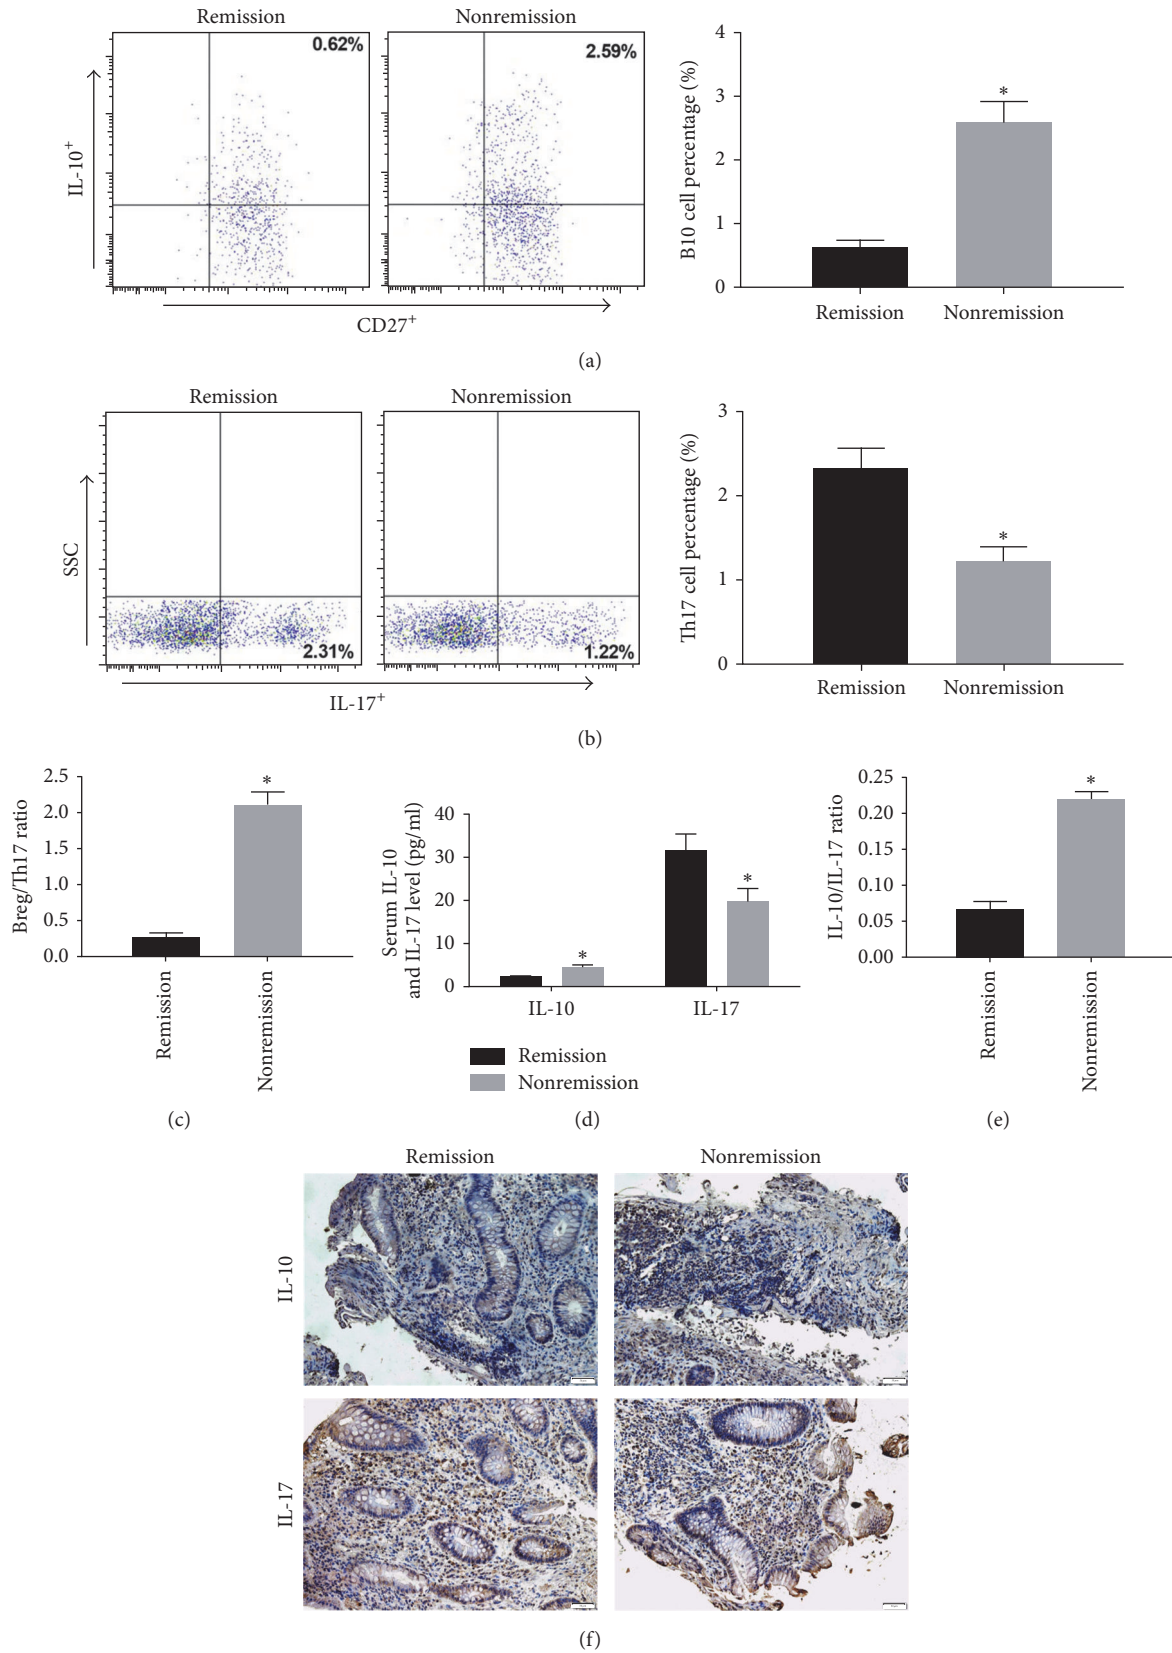 Remission
Nonremission
0.62%
2.59%
IL-10+
CD27+
B10 cell percentage (%)
4
3
2
1
0
*
Remission
Nonremission
(a)
Remission
Nonremission
SSC
2.31%
1.22%
IL-17+
Th17 cell percentage (%)
3
2
1
0
*
Remission
Nonremission
(b)
Breg/Th17 ratio
2.5
2.0
1.5
1.0
0.5
0.0
*
Remission
Nonremission
(c)
Serum IL-10
and IL-17 level (pg/ml)
40
30
20
10
0
*
*
IL-10
IL-17
Remission
Nonremission
(d)
IL-10/IL-17 ratio
0.25
0.20
0.15
0.10
0.05
0.00
*
Remission
Nonremission
(e)
Remission
Nonremission
IL-10
IL-17
(f)